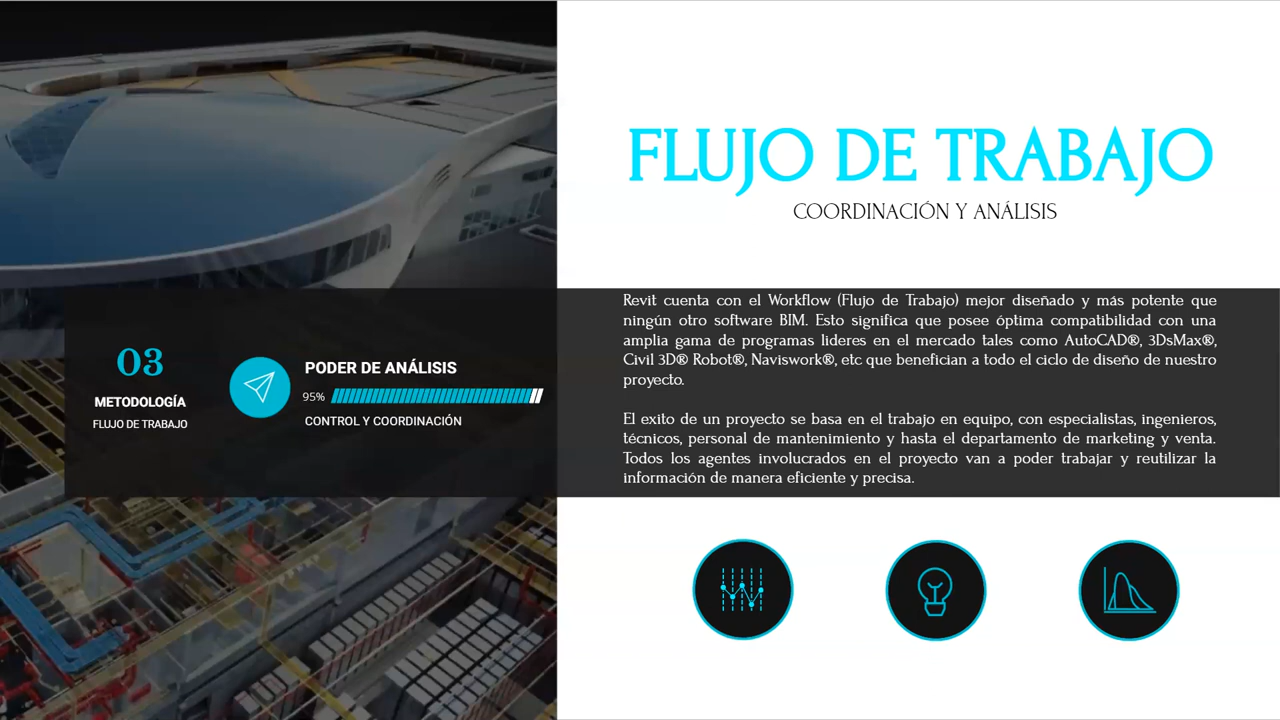 FLUJO DE TRABAJO
COORDINACIÓN Y ANÁLISIS
03
METODOLOGÍA
FLUJO DE TRABAJO
PODER DE ANÁLISIS
95%
CONTROL Y COORDINACIÓN
Revit cuenta con el Workflow (Flujo de Trabajo) mejor diseñado y más potente que
ningún otro software BIM. Esto significa que posee óptima compatibilidad con una
amplia gama de programas lideres en el mercado tales como AutoCAD®, 3DsMax®,
Civil 3D® Robot®, Naviswork®, etc que benefician a todo el ciclo de diseño de nuestro
proyecto.
El exito de un proyecto se basa en el trabajo en equipo, con especialistas, ingenieros,
técnicos, personal de mantenimiento y hasta el departamento de marketing y venta.
Todos los agentes involucrados en el proyecto van a poder trabajar y reutilizar la
información de manera eficiente y precisa.